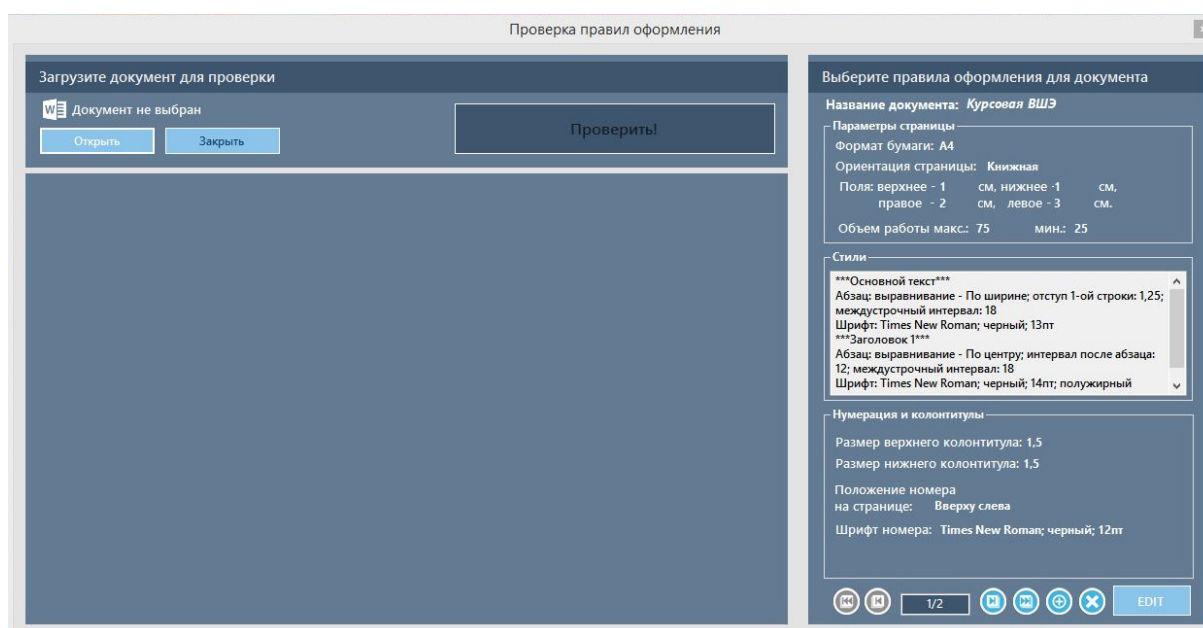 Проверка правил оформления
Загрузите документ для проверки
Документ не выбран
Открыть
Закрыть
Проверить!
Выберите правила оформления для документа
Название документа: Курсовая ВШЭ
Параметры страницы
Формат бумаги: А4
Ориентация страницы: Книжная
Поля: верхнее - 1 см, нижнее -1 см,
правое - 2 см, левое - 3 см.
Объем работы макс.: 75 мин.: 25
Стили
***Основной текст***
Абзац: выравнивание - По ширине; отступ 1-ой строки: 1,25;
междустрочный интервал: 18
Шрифт: Times New Roman; черный; 13пт
***Заголовок 1***
Абзац: выравнивание - По центру; интервал после абзаца:
12; междустрочный интервал: 18
Шрифт: Times New Roman; черный; 14пт; полужирный
Нумерация и колонтитулы
Размер верхнего колонтитула: 1,5
Размер нижнего колонтитула: 1,5
Положение номера
на странице: Вверху слева
Шрифт номера: Times New Roman; черный; 12пт
1/2
EDIT